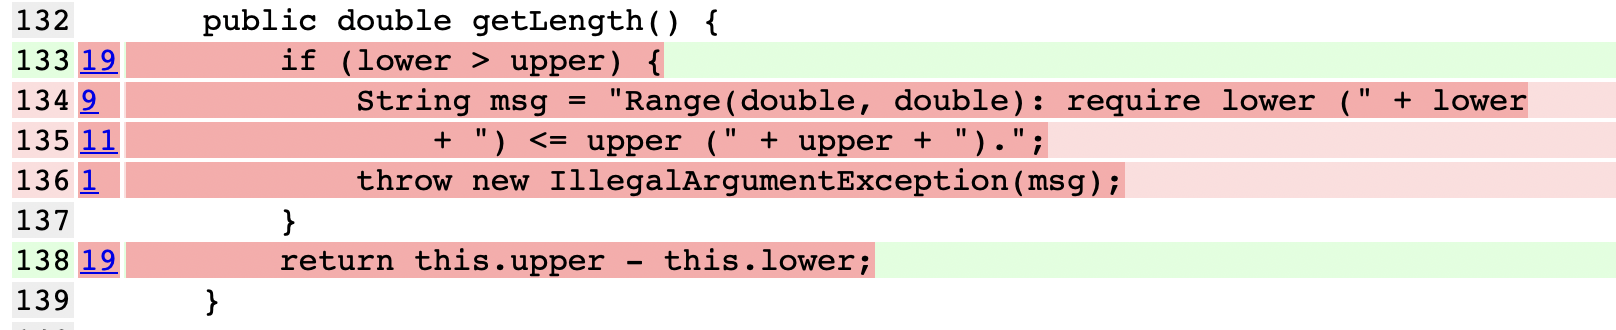 132 public double getLength() {
133 19 if (lower > upper) {
134 9 String msg = "Range(double, double): require lower (" + lower
135 11 + ") <= upper (" + upper + ").";
136 1 throw new IllegalArgumentException(msg);
137 }
138 19 return this.upper - this.lower;
139 }